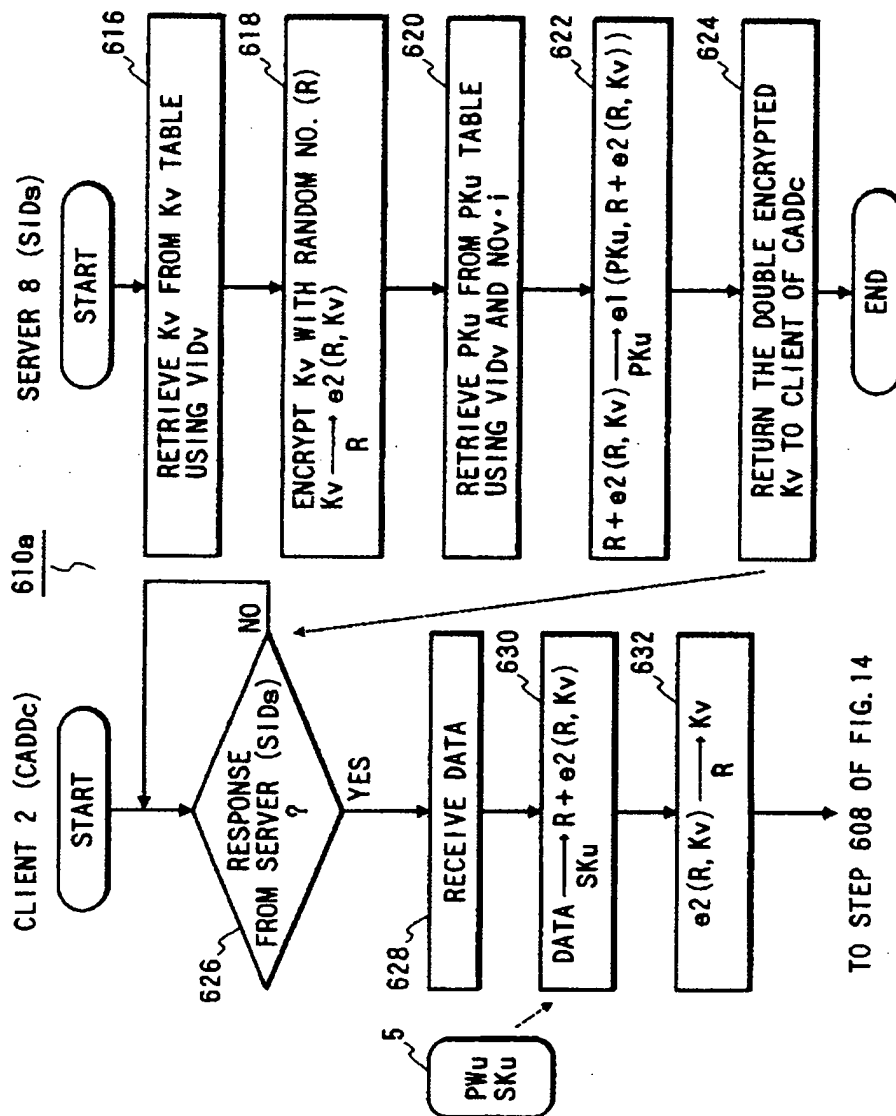 610a
CLIENT 2 (CADDc)
START
626
RESPONSE
FROM SERVER (SIDs)
?
NO
YES
628
RECEIVE DATA
5
PWu
SKu
630
DATA ⟶ R + e2 (R, Kv)
SKu
632
e2 (R, Kv) ⟶ Kv
R
TO STEP 608 OF FIG.14
SERVER 8 (SIDs)
START
616
RETRIEVE Kv FROM Kv TABLE
USING VIDv
618
ENCRYPT Kv WITH RANDOM NO. (R)
Kv ⟶ e2 (R, Kv)
R
620
RETRIEVE PKu FROM PKu TABLE
USING VIDv AND NOv·i
622
R + e2 (R, Kv) ⟶ e1 (PKu, R + e2 (R, Kv))
PKu
624
RETURN THE DOUBLE ENCRYPTED
Kv TO CLIENT OF CADDc
END